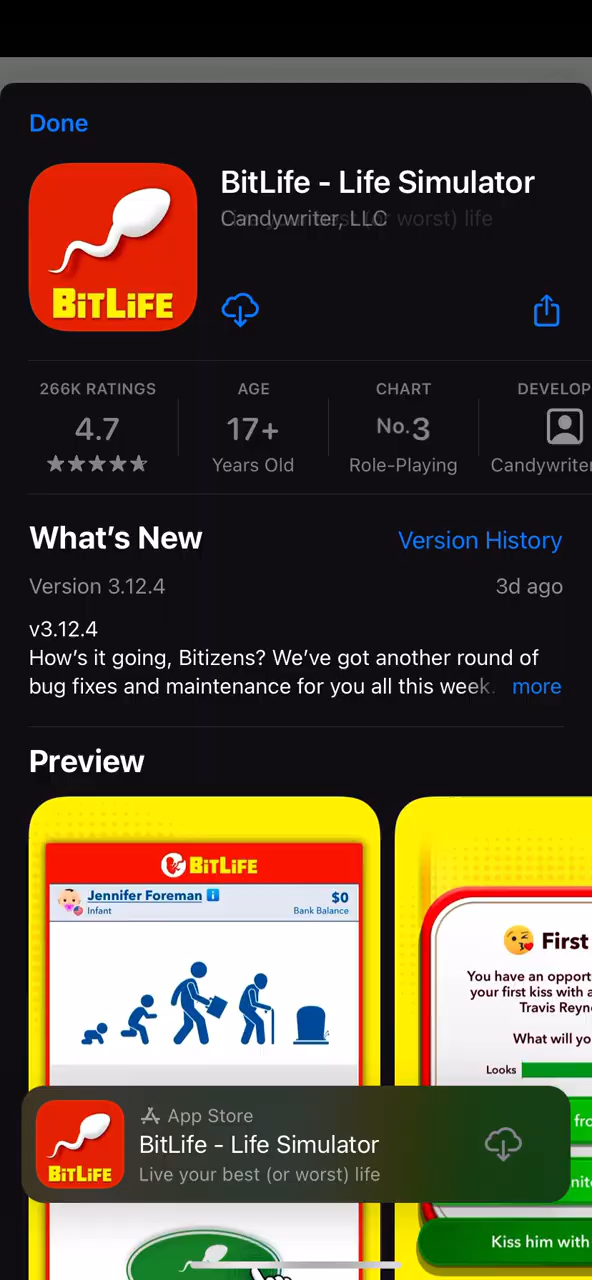 Done
BitLife - Life Simulator
Candywriter, LLC
BITLIFE
266K RATINGS
4.7
AGE
17+
Years Old
CHART
No.3
Role-Playing
DEVELOP
Candywriter
What's New
Version History
Version 3.12.4
3d ago
v3.12.4
How's it going, Bitizens? We've got another round of
bug fixes and maintenance for you all this week. more
Preview
BITLIFE
Jennifer Foreman
$0
Infant
Bank Balance
First
You have an opport
your first kiss with a
Travis Reyn
What will yo
Looks
App Store
BitLife - Life Simulator
Live your best (or worst) life
BITLIFE
Kiss him with